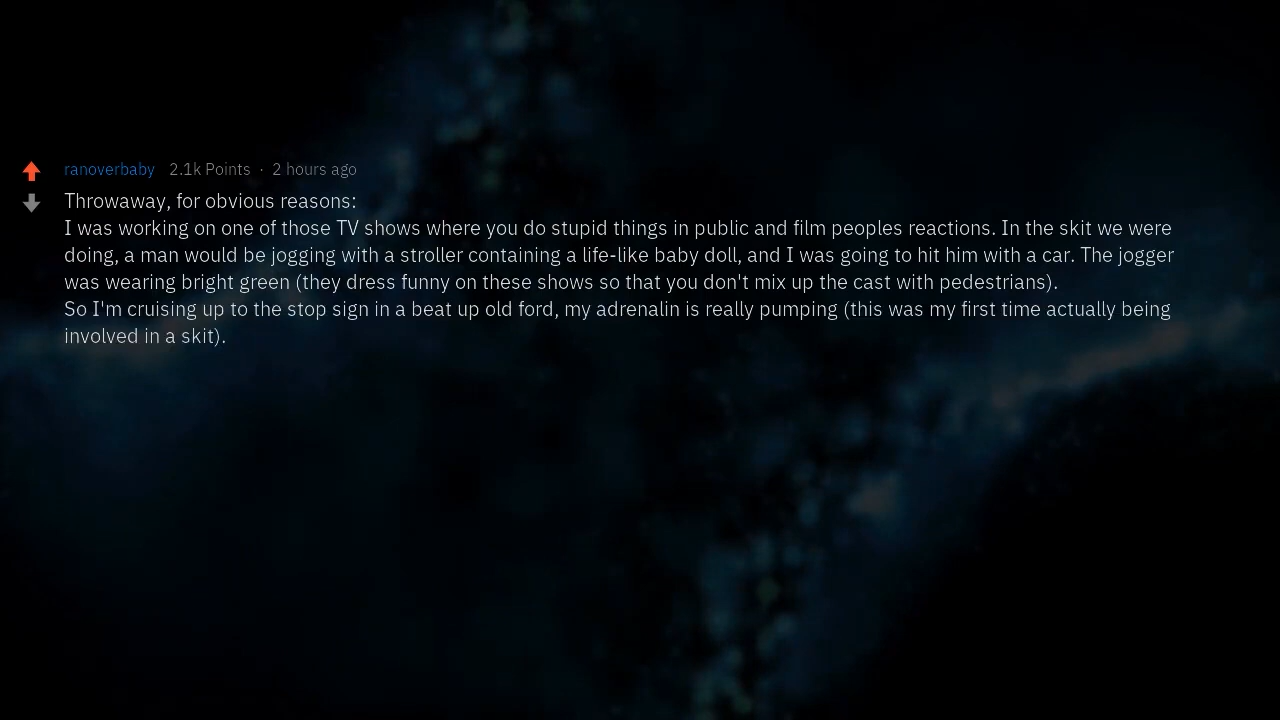 ranoverbaby 2.1k Points · 2 hours ago
Throwaway, for obvious reasons:
I was working on one of those TV shows where you do stupid things in public and film peoples reactions. In the skit we were
doing, a man would be jogging with a stroller containing a life-like baby doll, and I was going to hit him with a car. The jogger
was wearing bright green (they dress funny on these shows so that you don't mix up the cast with pedestrians).
So I'm cruising up to the stop sign in a beat up old ford, my adrenalin is really pumping (this was my first time actually being
involved in a skit).